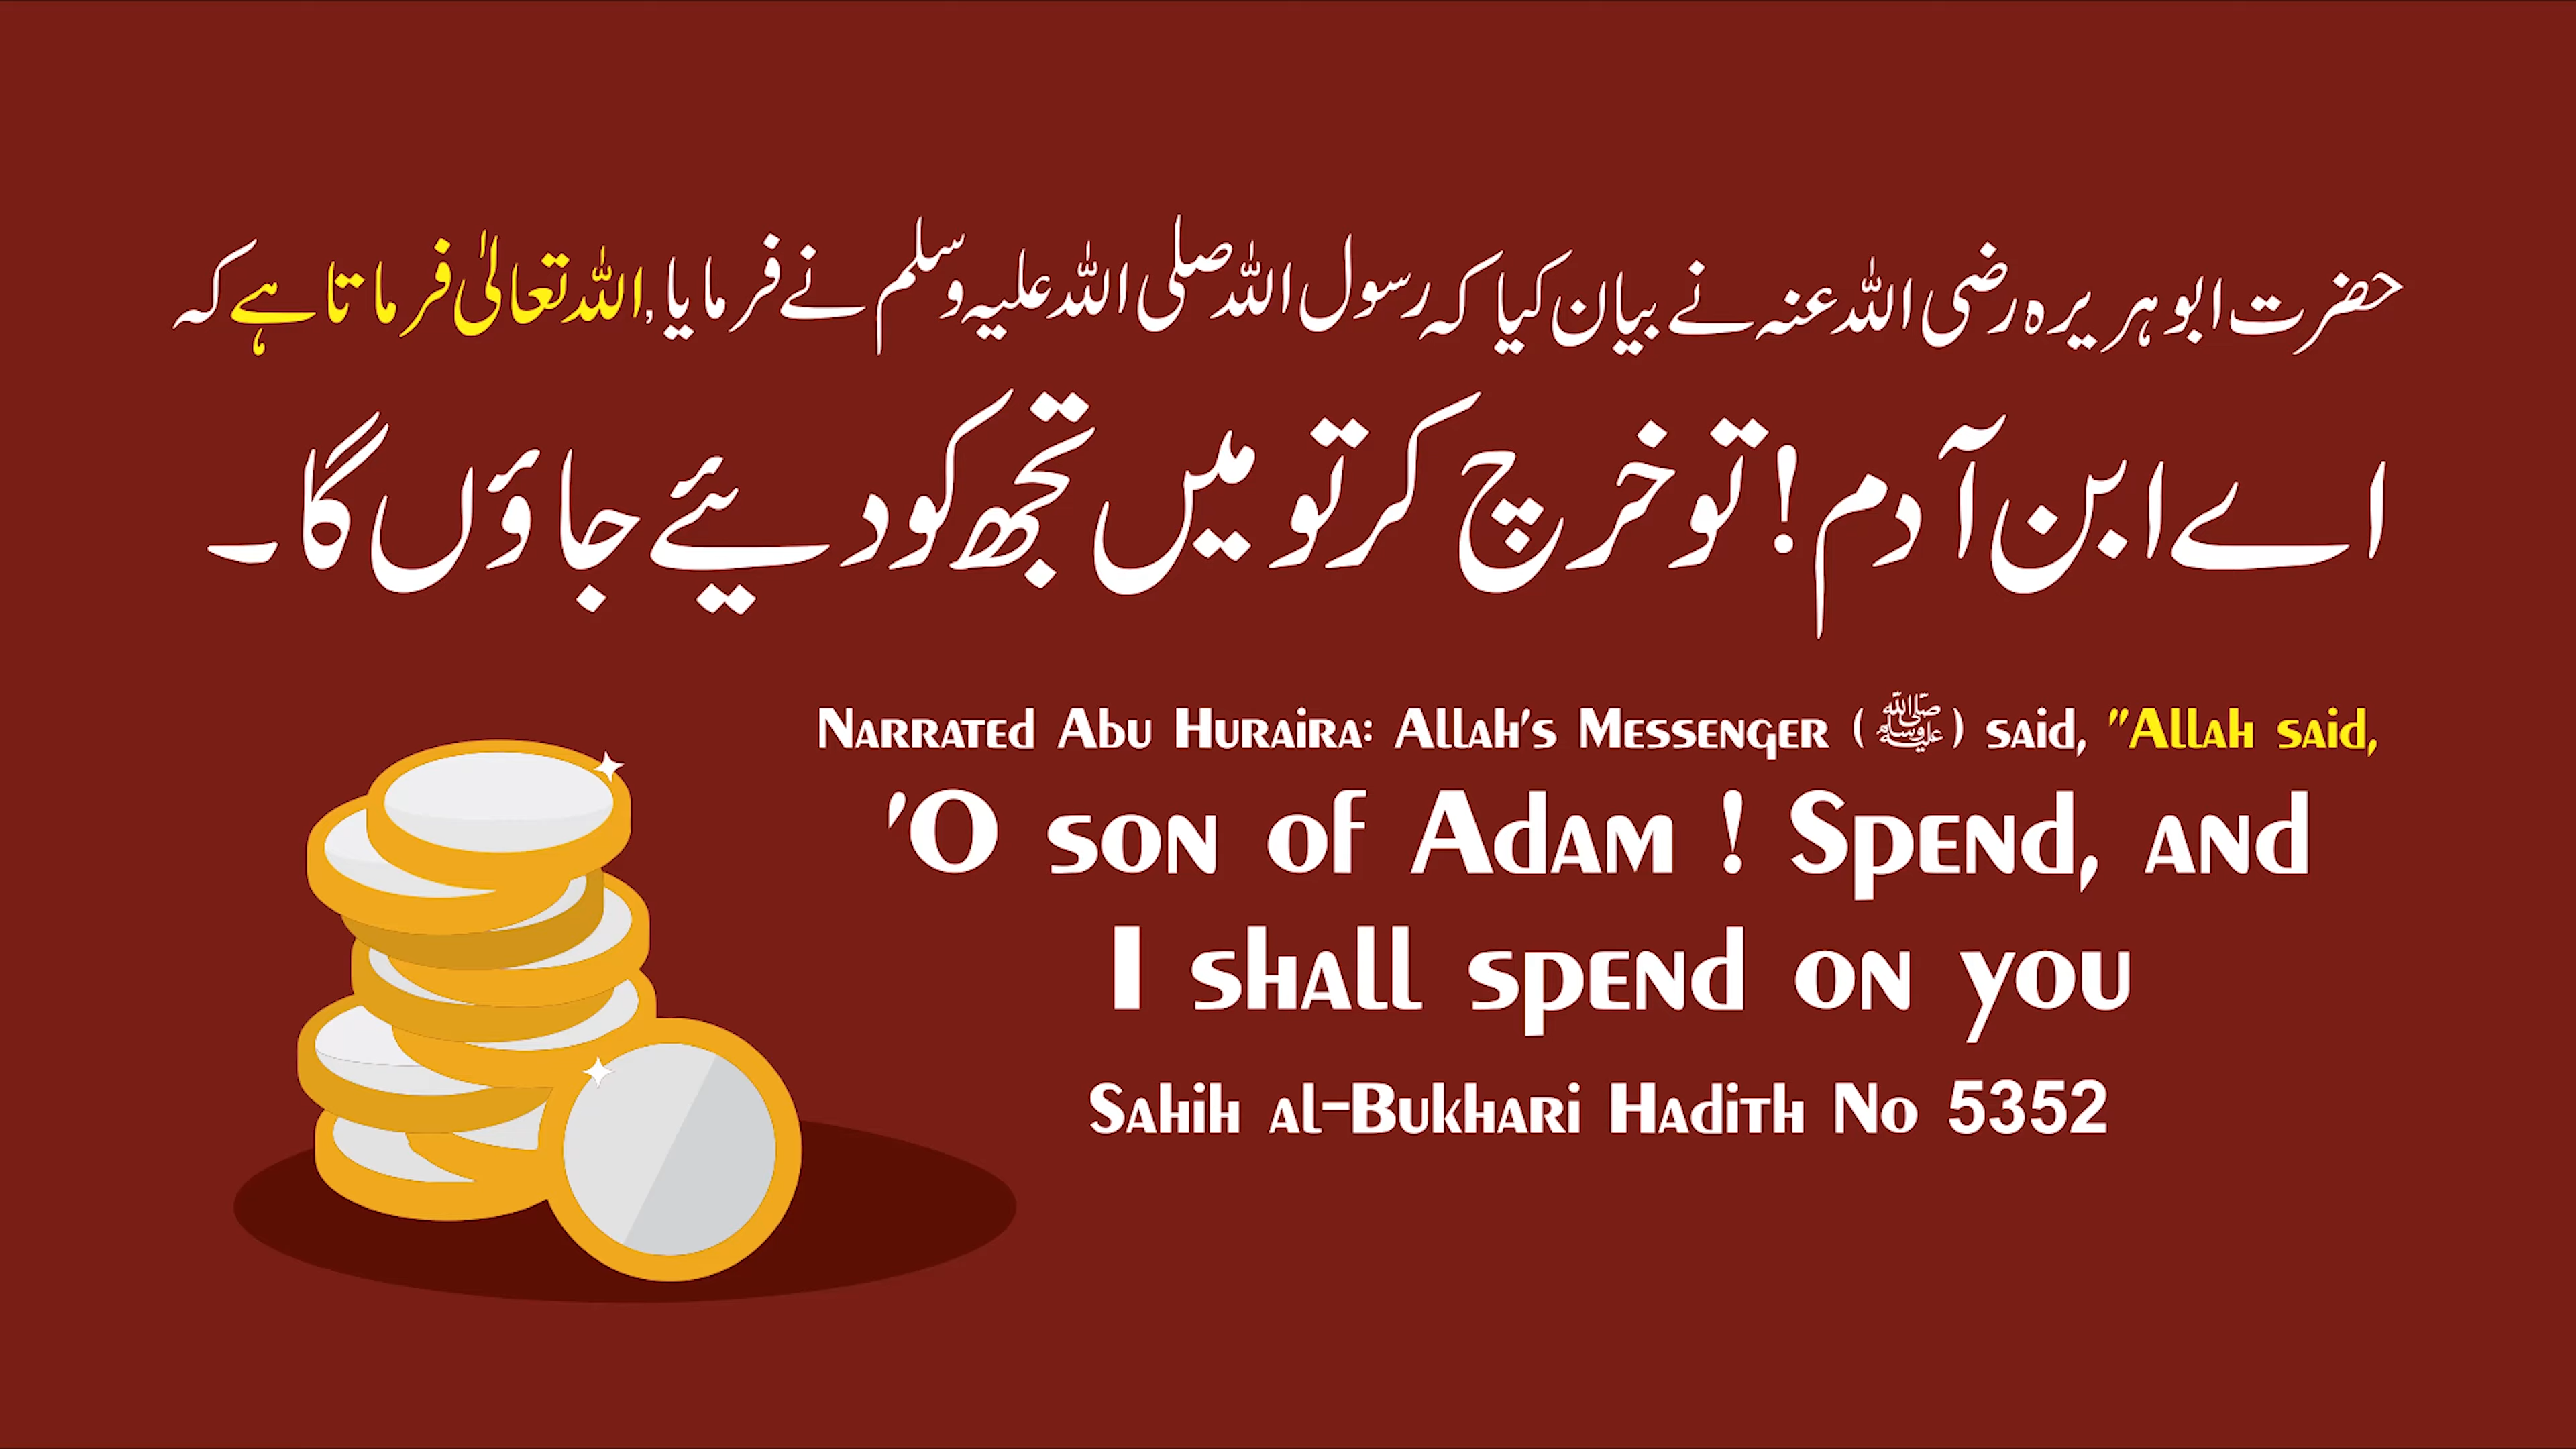 حضرت ابو ہریرہ رضی اللہ عنہ نے بیان کیا کہ رسول اللہ صلی اللہ علیہ وسلم نے فرمایا, اللہ تعالیٰ فرماتا ہے کہ
اے ابن آدم! تو خرچ کر تو میں تجھ کو دیئے جاؤں گا۔
Narrated Abu Huraira: Allah's Messenger (ﷺ) said, "Allah said,
'O son of Adam ! Spend, and
I shall spend on you
Sahih al-Bukhari Hadith No 5352